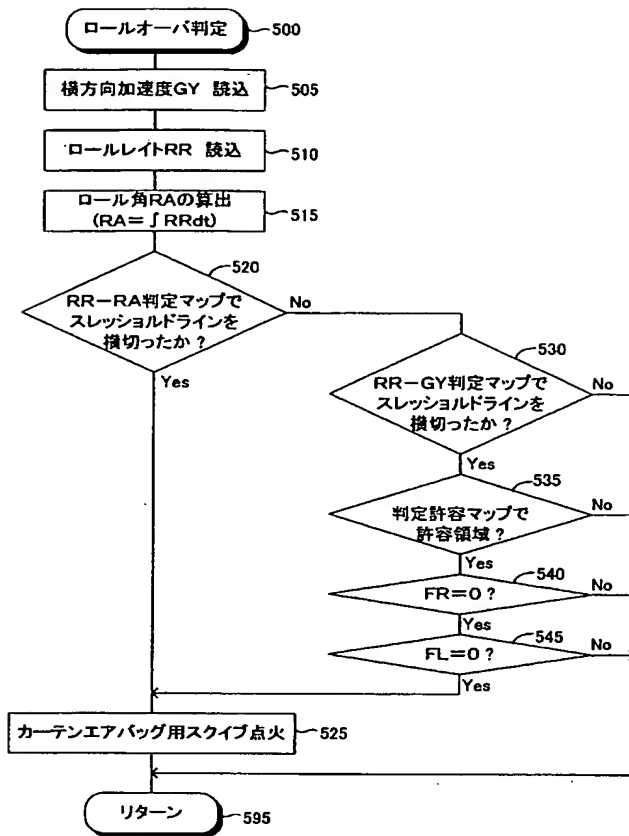 ロールオーバ判定
500
横方向加速度GY 読込
505
ロールレイトRR 読込
510
ロール角RAの算出
(RA=∫RRdt)
515
520
RR-RA判定マップで
スレッショルドラインを
横切ったか?
No
Yes
530
RR-GY判定マップで
スレッショルドラインを
横切ったか?
No
Yes
535
判定許容マップで
許容領域?
No
Yes
540
FR=0?
No
Yes
545
FL=0?
No
Yes
カーテンエアバッグ用スクイブ点火
525
リターン
595